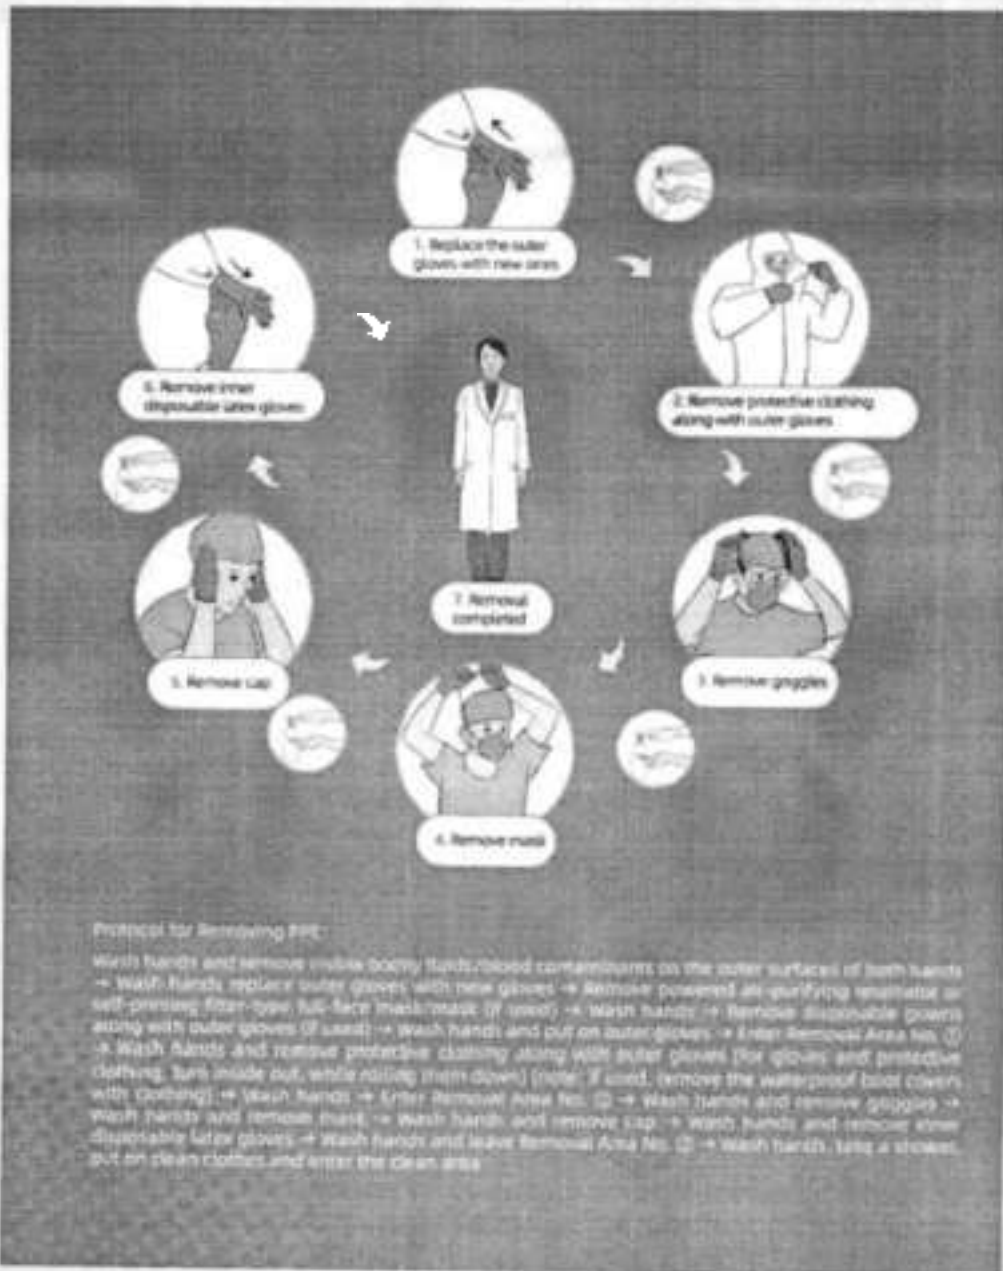 1. Replace the outer
gloves with new ones
6. Remove inner
disposable latex gloves
2. Remove protective clothing
along with outer gloves
7. Removal
completed
5. Remove cap
3. Remove goggles
4. Remove mask
Protocol for Removing PPE:
Wash hands and remove visible bodily fluids/blood contaminants on the outer surfaces of both hands
→ Wash hands replace outer gloves with new gloves → Remove powered air-purifying respirator or
self-priming filter-type full-face mask/mask (if used) → Wash hands → Remove disposable gowns
along with outer gloves (if used) → Wash hands and put on outer gloves → Enter Removal Area No. ①
→ Wash hands and remove protective clothing along with outer gloves (for gloves and protective
clothing, turn inside out, while rolling them down) (note: if used, remove the waterproof boot covers
with clothing) → Wash hands → Enter Removal Area No. ② → Wash hands and remove goggles →
Wash hands and remove mask → Wash hands and remove cap → Wash hands and remove inner
disposable latex gloves → Wash hands and leave Removal Area No. ② → Wash hands, take a shower,
put on clean clothes and enter the clean area